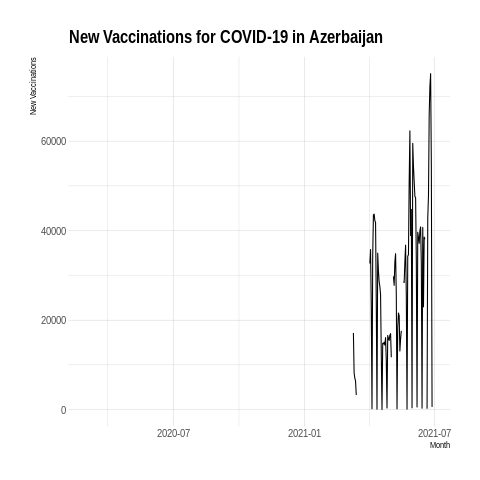 New Vaccinations for COVID-19 in Azerbaijan
New Vaccinations
60000
40000
20000
0
2020-07 2021-01 2021-07
Month